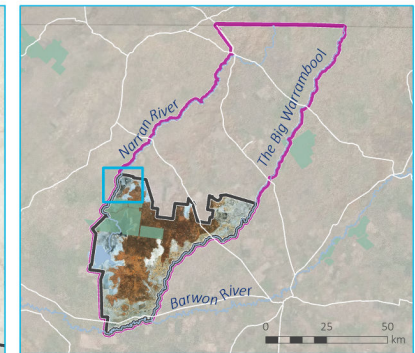 The Big Warrambool
Narran River
Barwon River
0 25 50
km